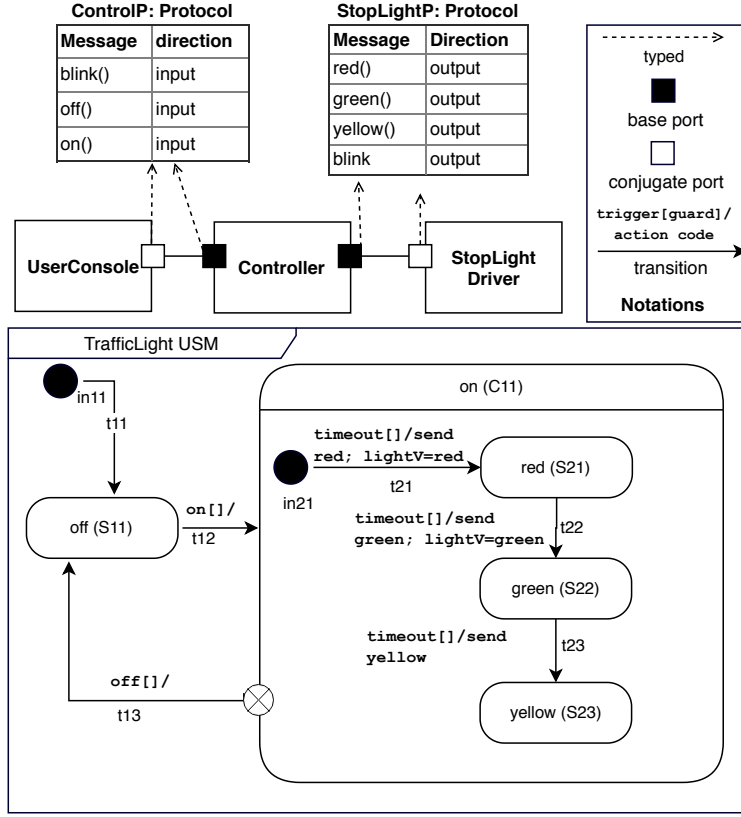 ControlP: Protocol
Message direction
blink() input
off() input
on() input
StopLightP: Protocol
Message Direction
red() output
green() output
yellow() output
blink output
typed
base port
conjugate port
trigger[guard]/
action code
transition
Notations
UserConsole
Controller
StopLight
Driver
TrafficLight USM
in11
t11
off (S11)
on[]/
t12
off[]/
t13
on (C11)
in21
timeout[]/send
red; lightV=red
t21
red (S21)
timeout[]/send
green; lightV=green
t22
green (S22)
timeout[]/send
yellow
t23
yellow (S23)